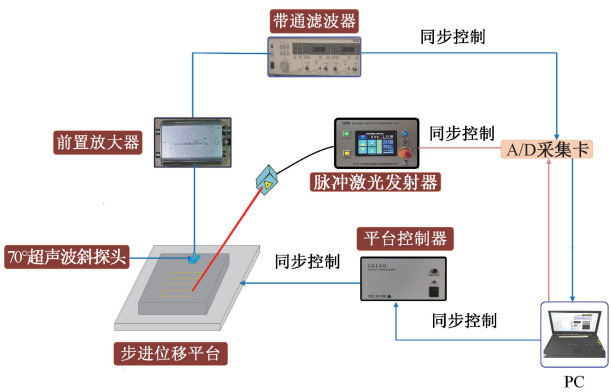 带通滤波器
同步控制
前置放大器
同步控制
A/D采集卡
脉冲激光发射器
70°超声波斜探头
平台控制器
同步控制
同步控制
步进位移平台
PC